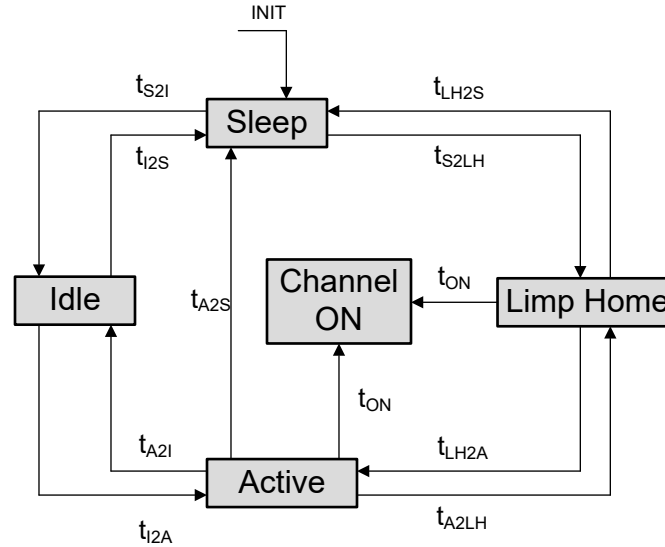 INIT
tS2I
tLH2S
Sleep
tI2S
tS2LH
Channel
ON
tON
Idle
tA2S
Limp Home
tON
tA2I
tLH2A
Active
tI2A
tA2LH